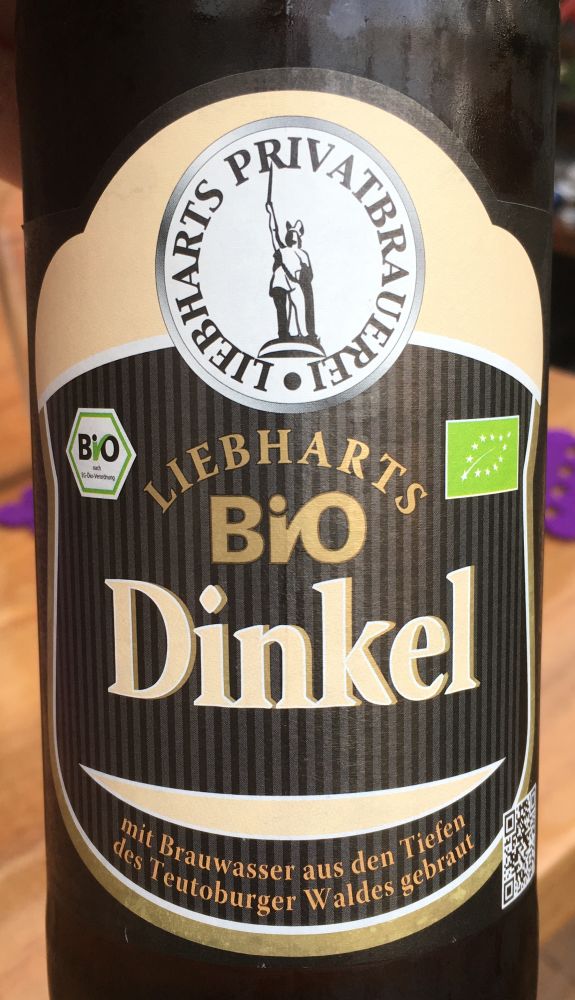 LIEBHARTS PRIVATBRAUEREI •
Bio
nach
EG-Öko-Verordnung
LIEBHARTS
Bio
Dinkel
mit Brauwasser aus den Tiefen
des Teutoburger Waldes gebraut